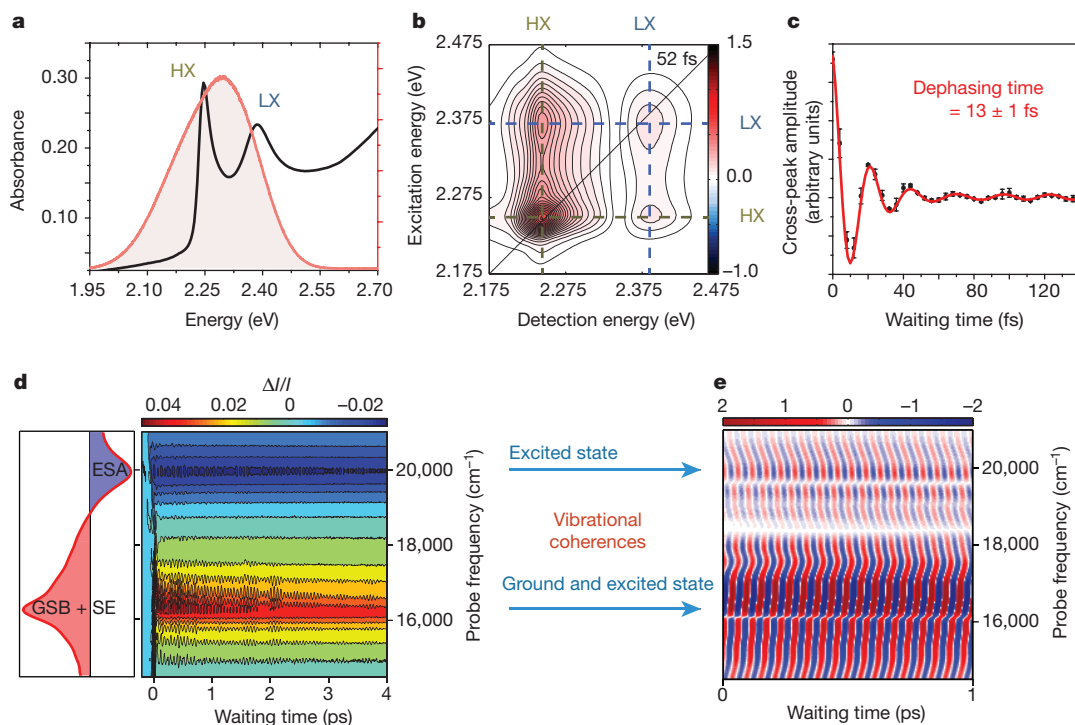 a
Absorbance
0.30
0.20
0.10
HX
LX
1.95
2.10
2.25
2.40
2.55
2.70
Energy (eV)
b
HX
LX
Excitation energy (eV)
2.475
2.375
2.275
2.175
52 fs
LX
HX
1.5
0.0
−1.0
2.175
2.275
2.375
2.475
Detection energy (eV)
c
Cross-peak amplitude
(arbitrary units)
Dephasing time
= 13 ± 1 fs
0
40
80
120
Waiting time (fs)
d
ΔI/I
0.04
0.02
0
−0.02
ESA
GSB + SE
20,000
18,000
16,000
Probe frequency (cm⁻¹)
0
1
2
3
4
Waiting time (ps)
Excited state
Vibrational
coherences
Ground and excited state
e
2
1
0
−1
−2
20,000
18,000
16,000
Probe frequency (cm⁻¹)
0
1
Waiting time (ps)